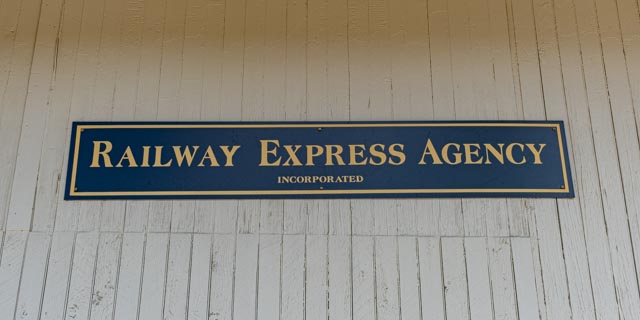 RAILWAY EXPRESS AGENCY
INCORPORATED